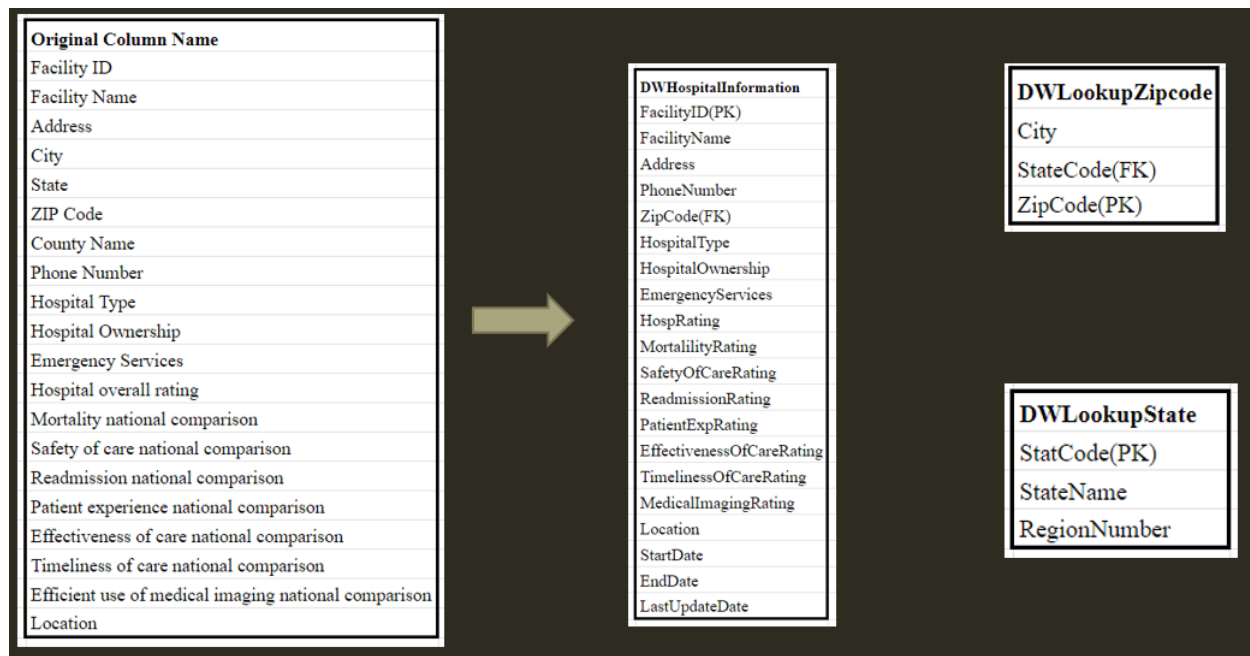 Original Column Name
Facility ID
Facility Name
Address
City
State
ZIP Code
County Name
Phone Number
Hospital Type
Hospital Ownership
Emergency Services
Hospital overall rating
Mortality national comparison
Safety of care national comparison
Readmission national comparison
Patient experience national comparison
Effectiveness of care national comparison
Timeliness of care national comparison
Efficient use of medical imaging national comparison
Location
DWHospitalInformation
FacilityID(PK)
FacilityName
Address
PhoneNumber
ZipCode(FK)
HospitalType
HospitalOwnership
EmergencyServices
HospRating
MortalilityRating
SafetyOfCareRating
ReadmissionRating
PatientExpRating
EffectivenessOfCareRating
TimelinessOfCareRating
MedicalImagingRating
Location
StartDate
EndDate
LastUpdateDate
DWLookupZipcode
City
StateCode(FK)
ZipCode(PK)
DWLookupState
StatCode(PK)
StateName
RegionNumber